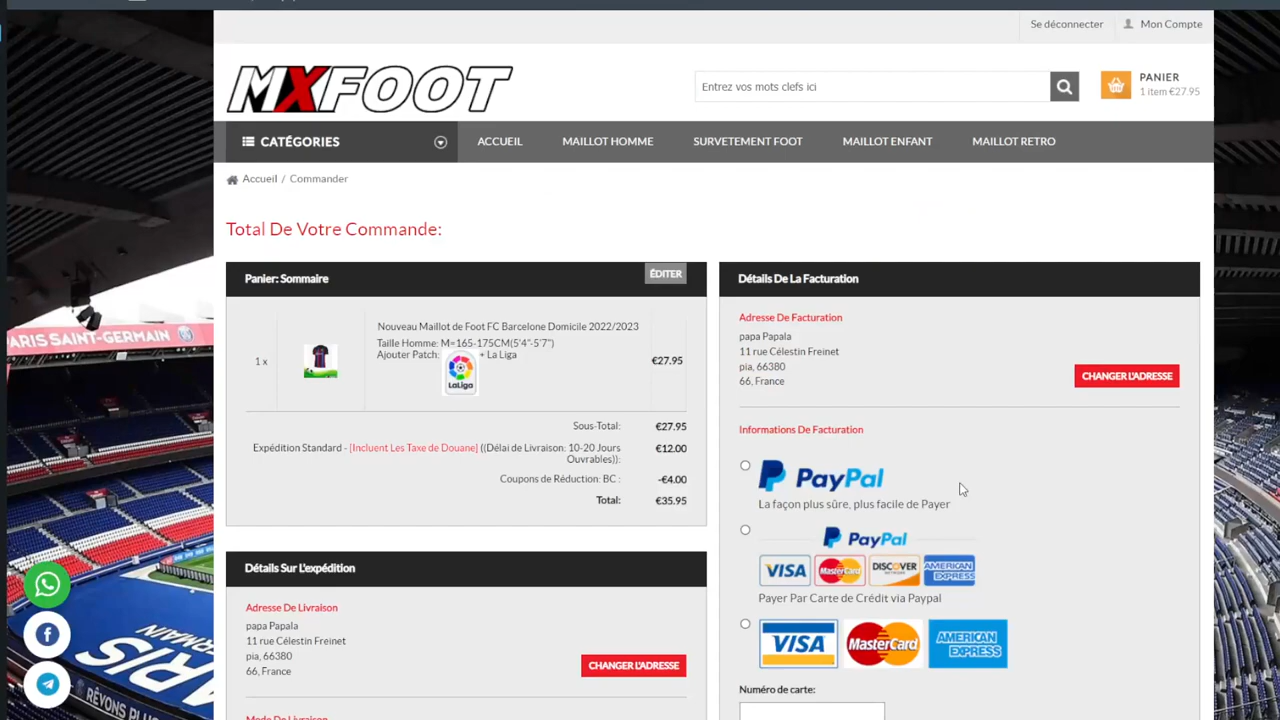 Se déconnecter
Mon Compte
MXFOOT
Entrez vos mots clefs ici
PANIER
1 item €27.95
CATÉGORIES
ACCUEIL
MAILLOT HOMME
SURVETEMENT FOOT
MAILLOT ENFANT
MAILLOT RETRO
Accueil / Commander
Total De Votre Commande:
Panier: Sommaire
ÉDITER
1 x
Nouveau Maillot de Foot FC Barcelone Domicile 2022/2023
Taille Homme: M=165-175CM(5'4"-5'7")
Ajouter Patch: + La Liga
LaLiga
€27.95
Sous-Total: €27.95
Expédition Standard - [Incluent Les Taxe de Douane] ((Délai de Livraison: 10-20 Jours
Ouvrables)): €12.00
Coupons de Réduction: BC : -€4.00
Total: €35.95
Détails Sur L'expédition
Adresse De Livraison
papa Papala
11 rue Célestin Freinet
pia, 66380
66, France
CHANGER L'ADRESSE
Mode De Livraison
Détails De La Facturation
Adresse De Facturation
papa Papala
11 rue Célestin Freinet
pia, 66380
66, France
CHANGER L'ADRESSE
Informations De Facturation
PayPal
La façon plus sûre, plus facile de Payer
PayPal
VISA MasterCard DISCOVER NETWORK AMERICAN EXPRESS
Payer Par Carte de Crédit via Paypal
VISA MasterCard AMERICAN EXPRESS
Numéro de carte:
PARIS SAINT-GERMAIN
PARIS
RÊVONS PLUS